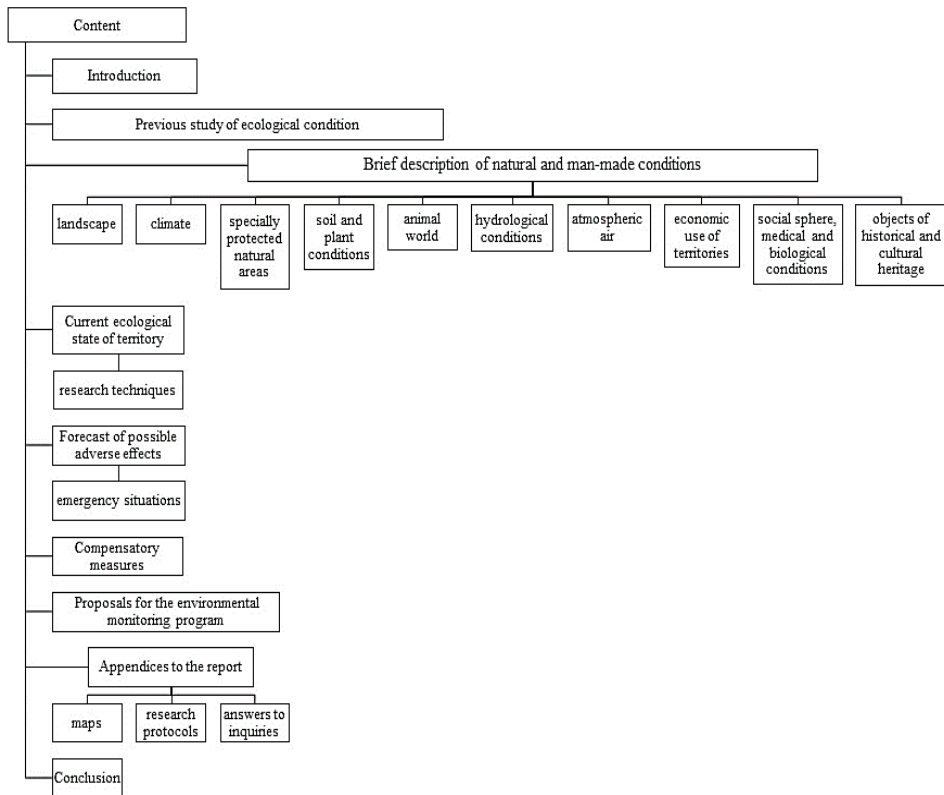 Content
Introduction
Previous study of ecological condition
Brief description of natural and man-made conditions
landscape
climate
specially
protected
natural
areas
soil and
plant
conditions
animal
world
hydrological
conditions
atmospheric
air
economic
use of
territories
social sphere,
medical and
biological
conditions
objects of
historical and
cultural
heritage
Current ecological
state of territory
research techniques
Forecast of possible
adverse effects
emergency situations
Compensatory
measures
Proposals for the environmental
monitoring program
Appendices to the report
maps
research
protocols
answers to
inquiries
Conclusion